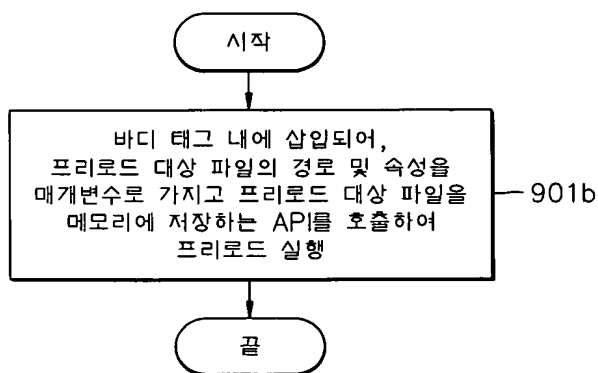 시작
바디 태그 내에 삽입되어,
프리로드 대상 파일의 경로 및 속성을
매개변수로 가지고 프리로드 대상 파일을
메모리에 저장하는 API를 호출하여
프리로드 실행
901b
끝